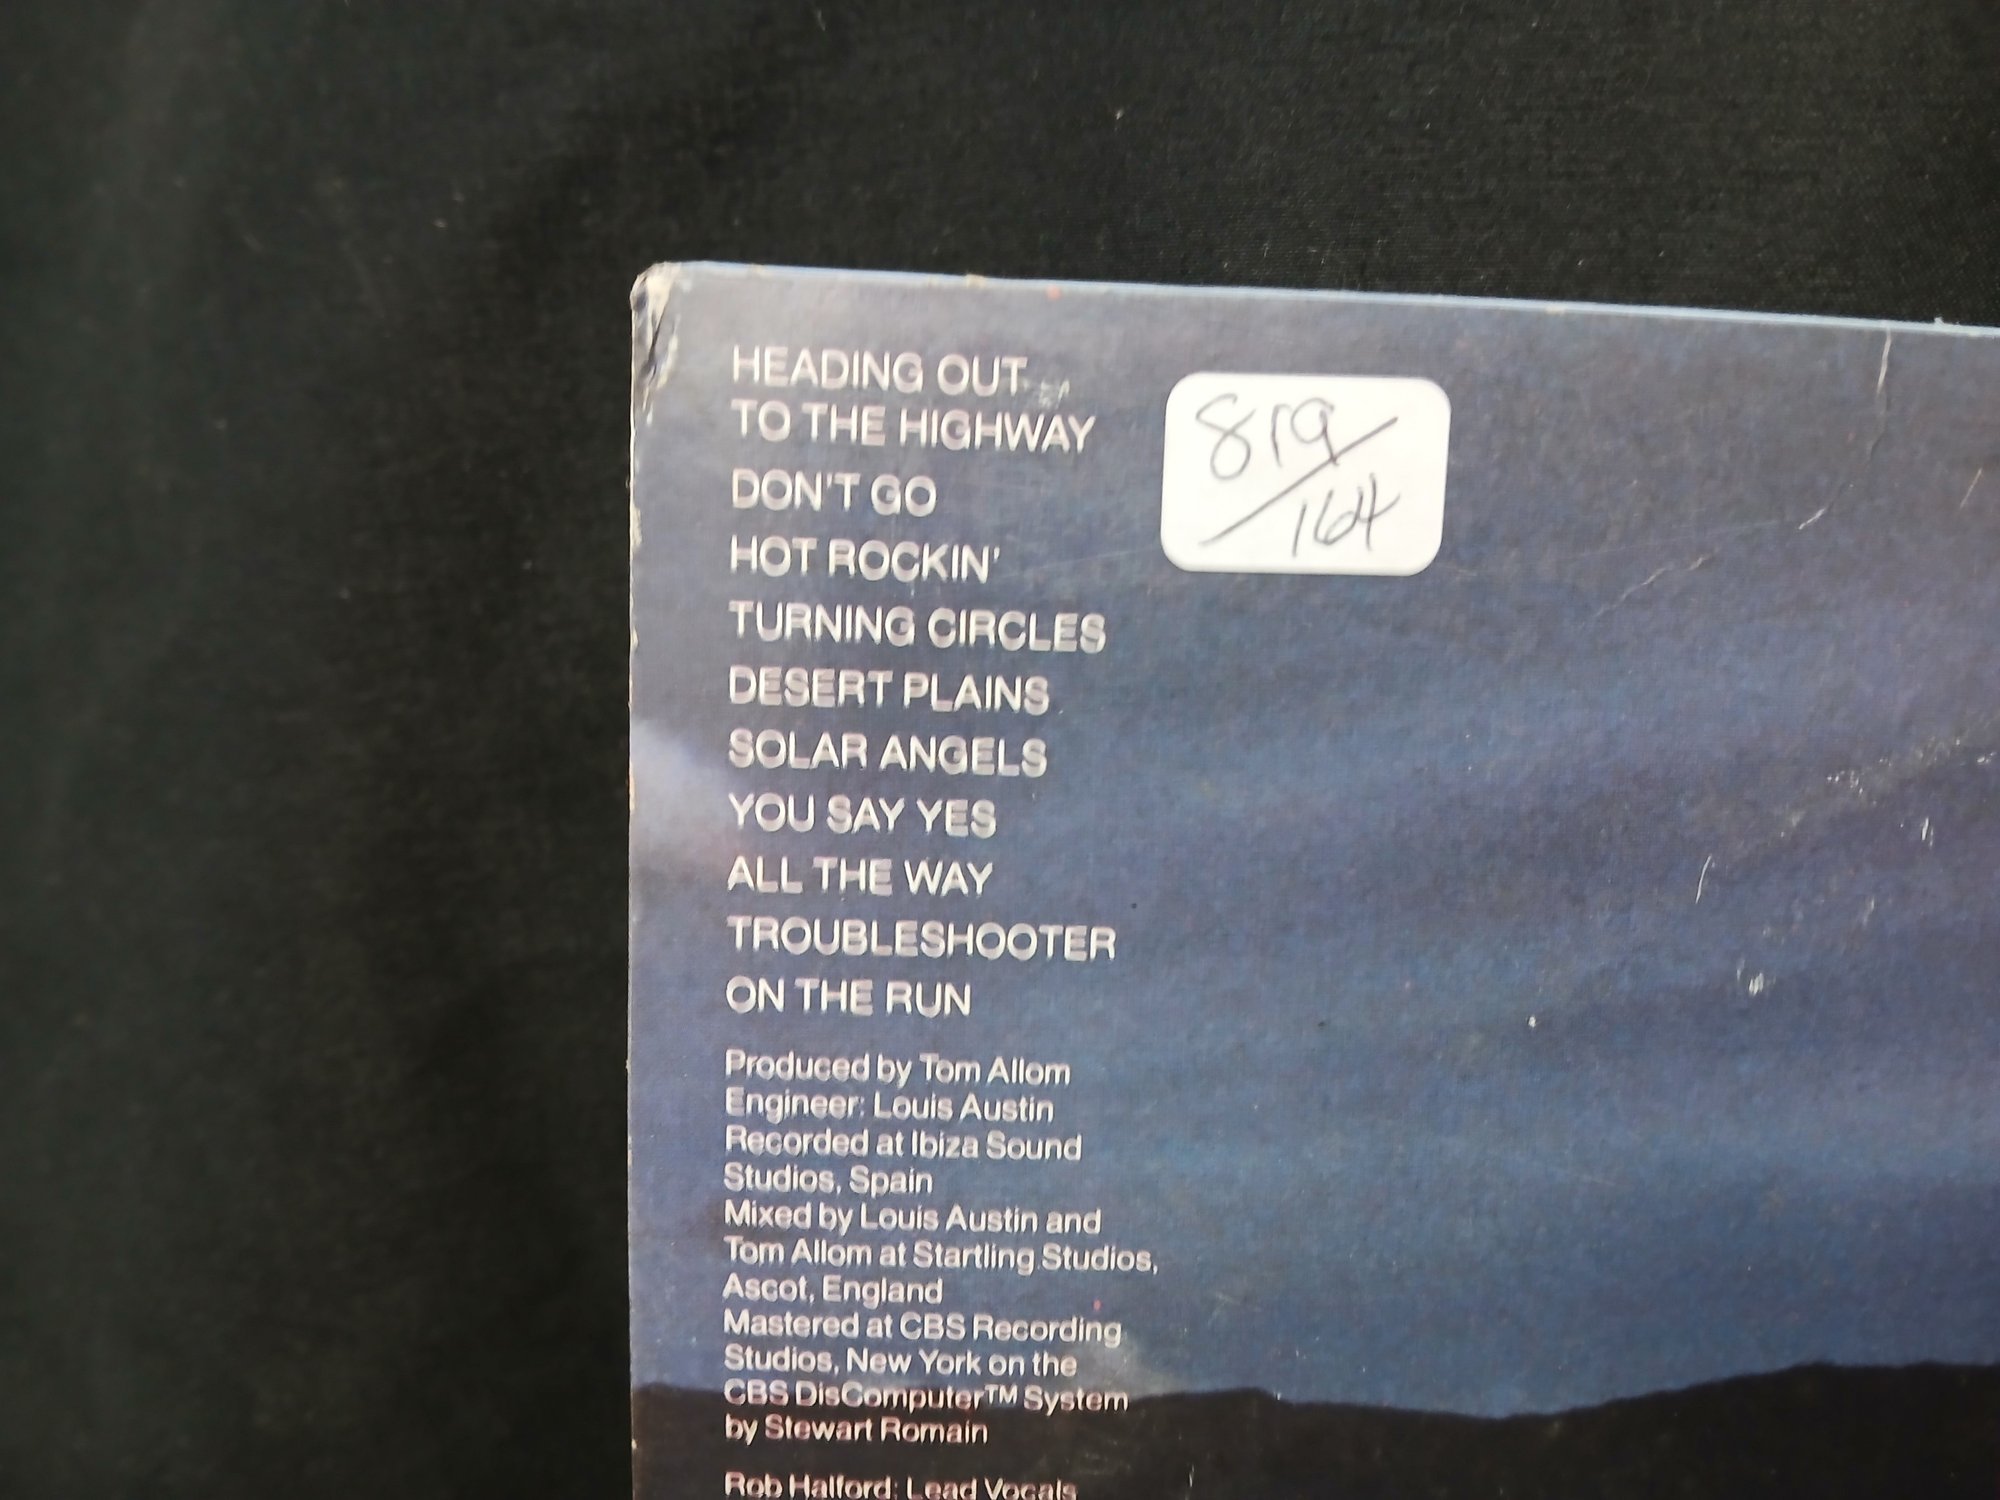 HEADING OUT
TO THE HIGHWAY
DON'T GO
HOT ROCKIN'
TURNING CIRCLES
DESERT PLAINS
SOLAR ANGELS
YOU SAY YES
ALL THE WAY
TROUBLESHOOTER
ON THE RUN
819/
164
Produced by Tom Allom
Engineer: Louis Austin
Recorded at Ibiza Sound
Studios, Spain
Mixed by Louis Austin and
Tom Allom at Startling Studios,
Ascot, England
Mastered at CBS Recording
Studios, New York on the
CBS DisComputer™ System
by Stewart Romain
Rob Halford: Lead Vocals